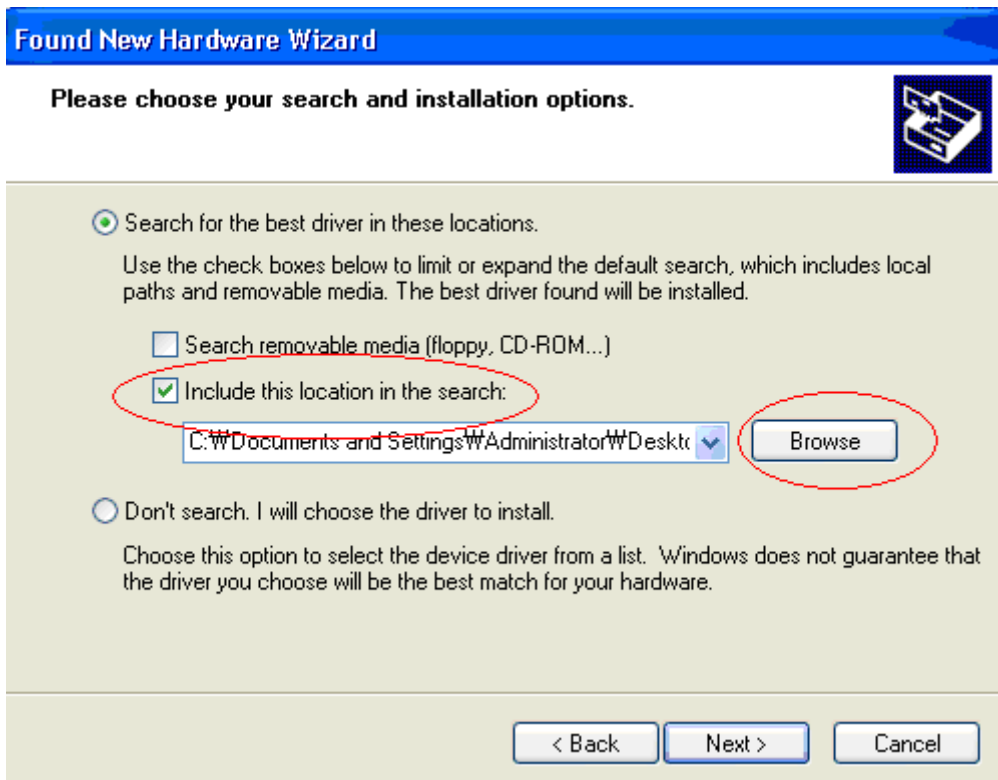 Found New Hardware Wizard
Please choose your search and installation options.
Search for the best driver in these locations.
Use the check boxes below to limit or expand the default search, which includes local
paths and removable media. The best driver found will be installed.
Search removable media (floppy, CD-ROM...)
Include this location in the search:
C:₩Documents and Settings₩Administrator₩Deskto
Browse
Don't search. I will choose the driver to install.
Choose this option to select the device driver from a list.  Windows does not guarantee that
the driver you choose will be the best match for your hardware.
< Back
Next >
Cancel